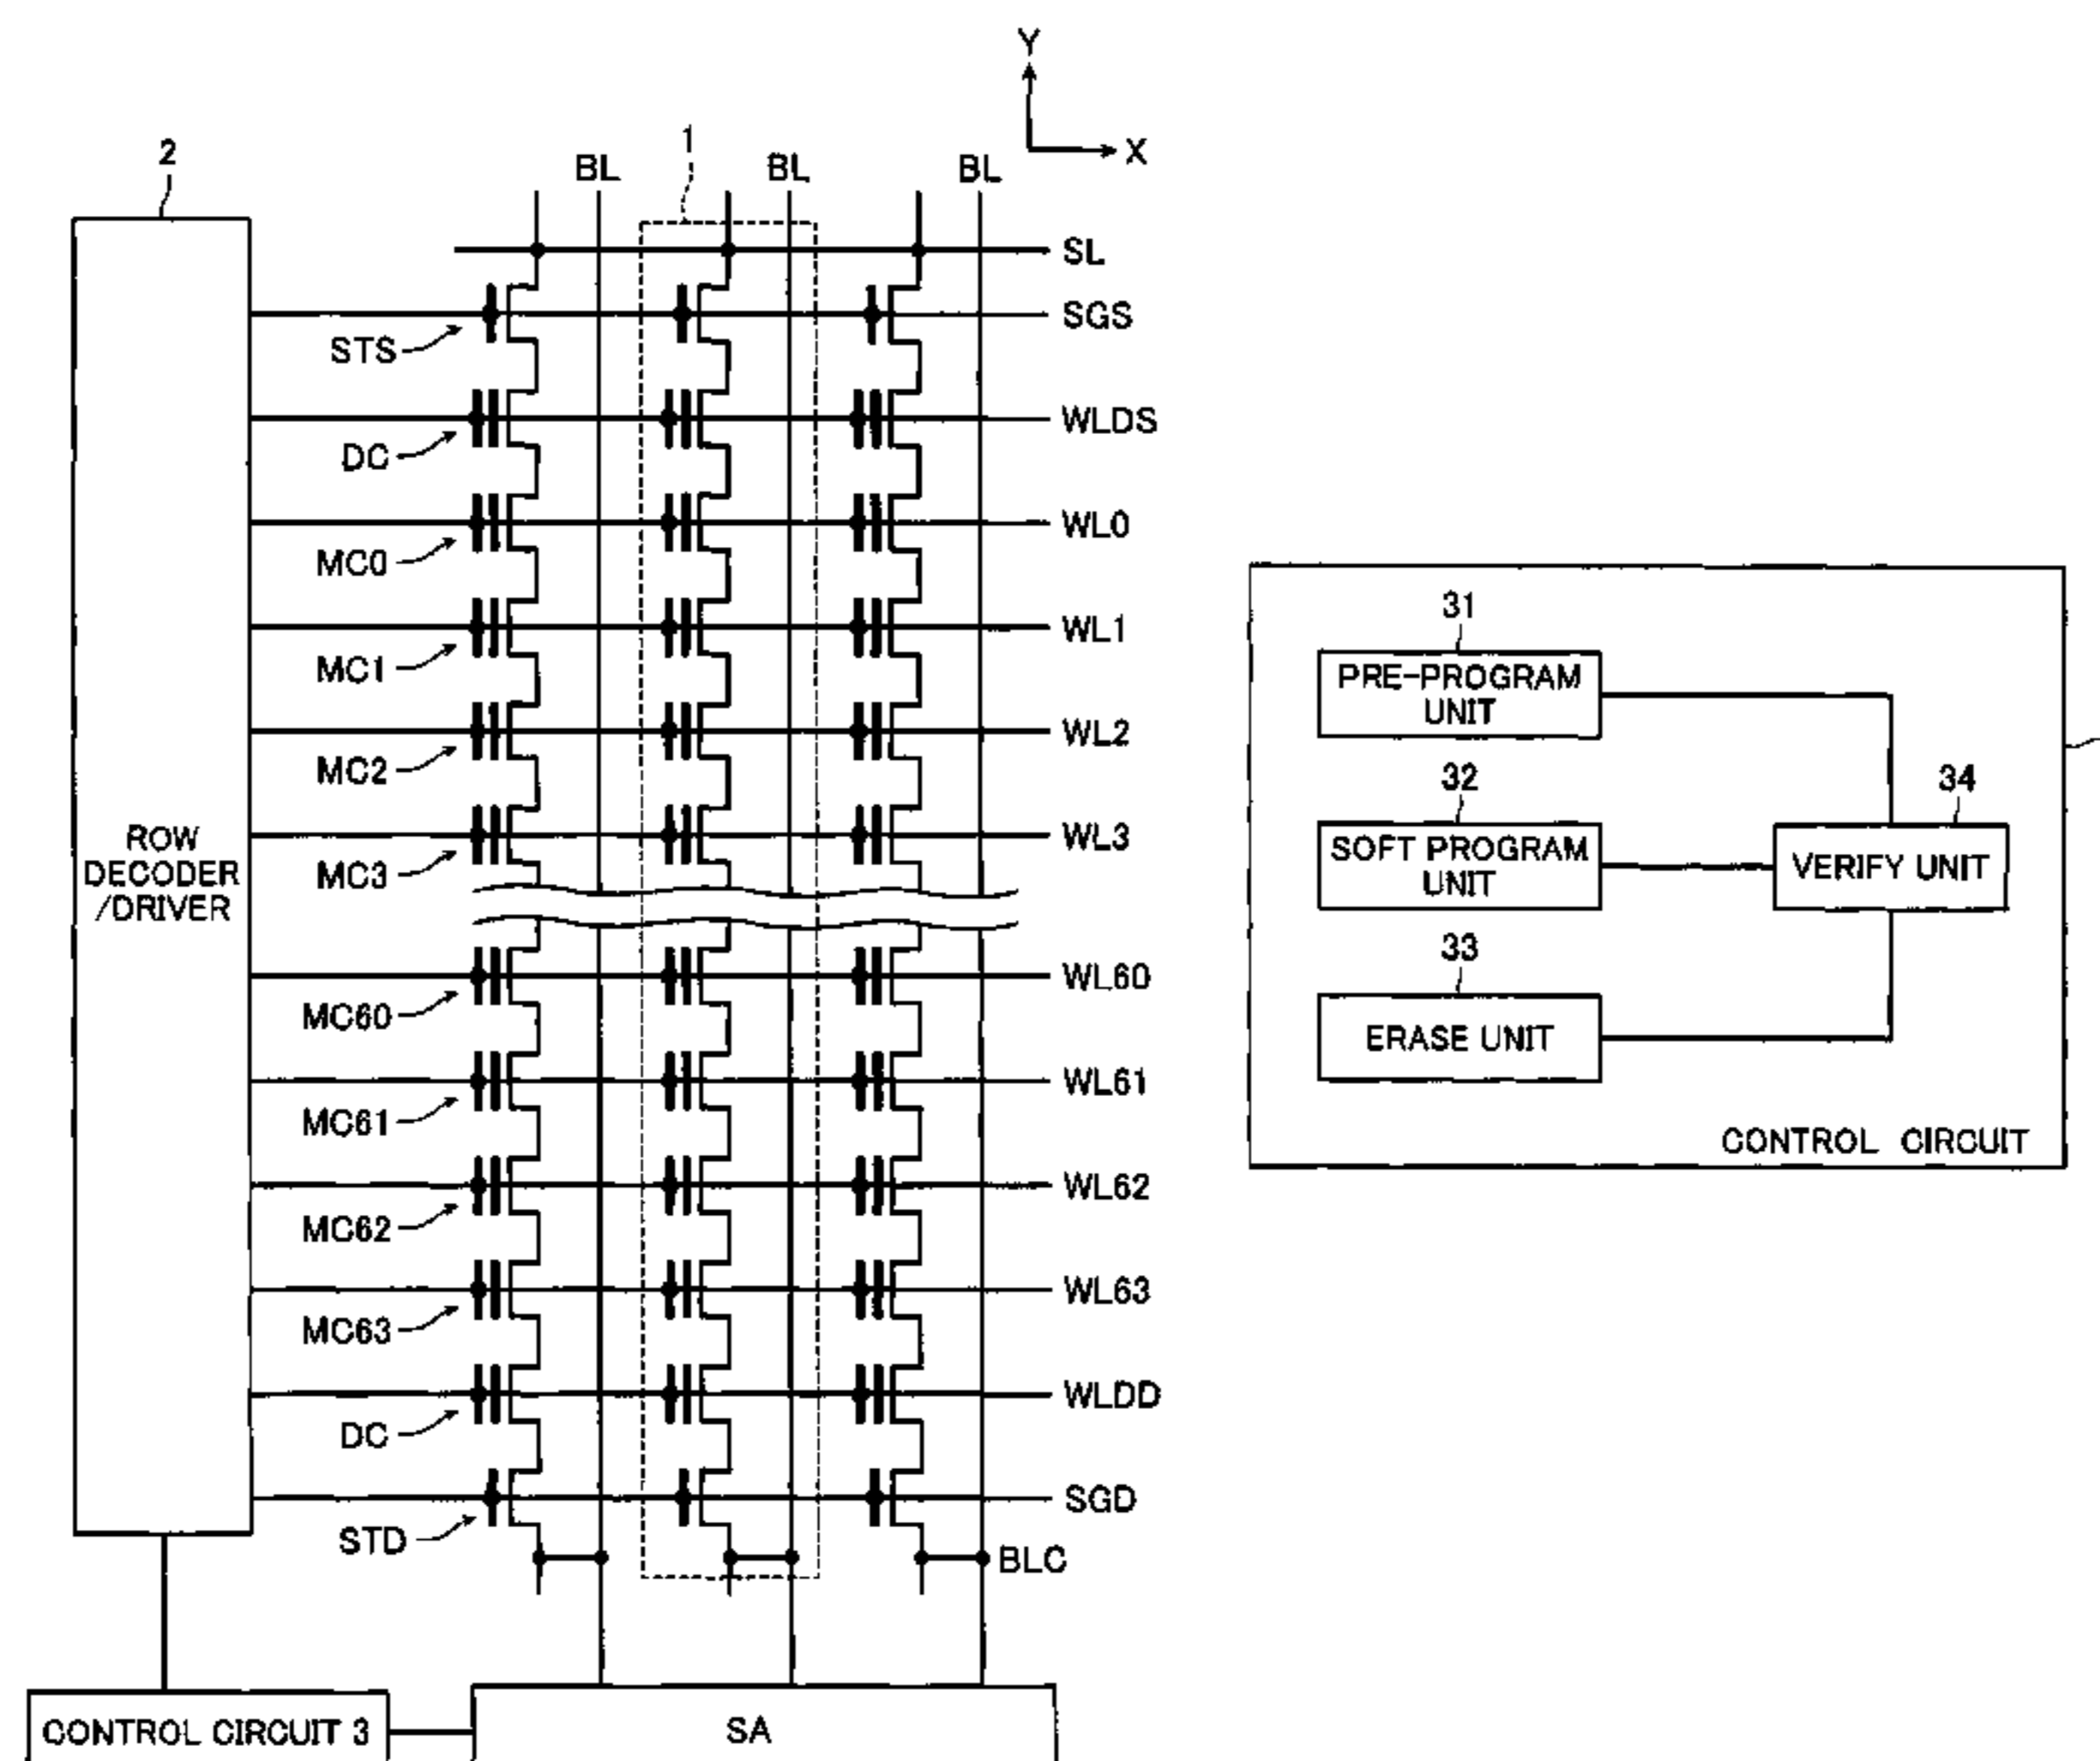 Y
X
2
1
BL
BL
BL
SL
SGS
STS
WLDS
DC
WL0
MC0
WL1
MC1
WL2
MC2
WL3
MC3
ROW
DECODER
/DRIVER
WL60
MC60
WL61
MC61
WL62
MC62
WL63
MC63
WLDD
DC
SGD
STD
BLC
CONTROL CIRCUIT 3
SA
31
PRE-PROGRAM
UNIT
32
SOFT PROGRAM
UNIT
34
VERIFY UNIT
33
ERASE UNIT
CONTROL CIRCUIT